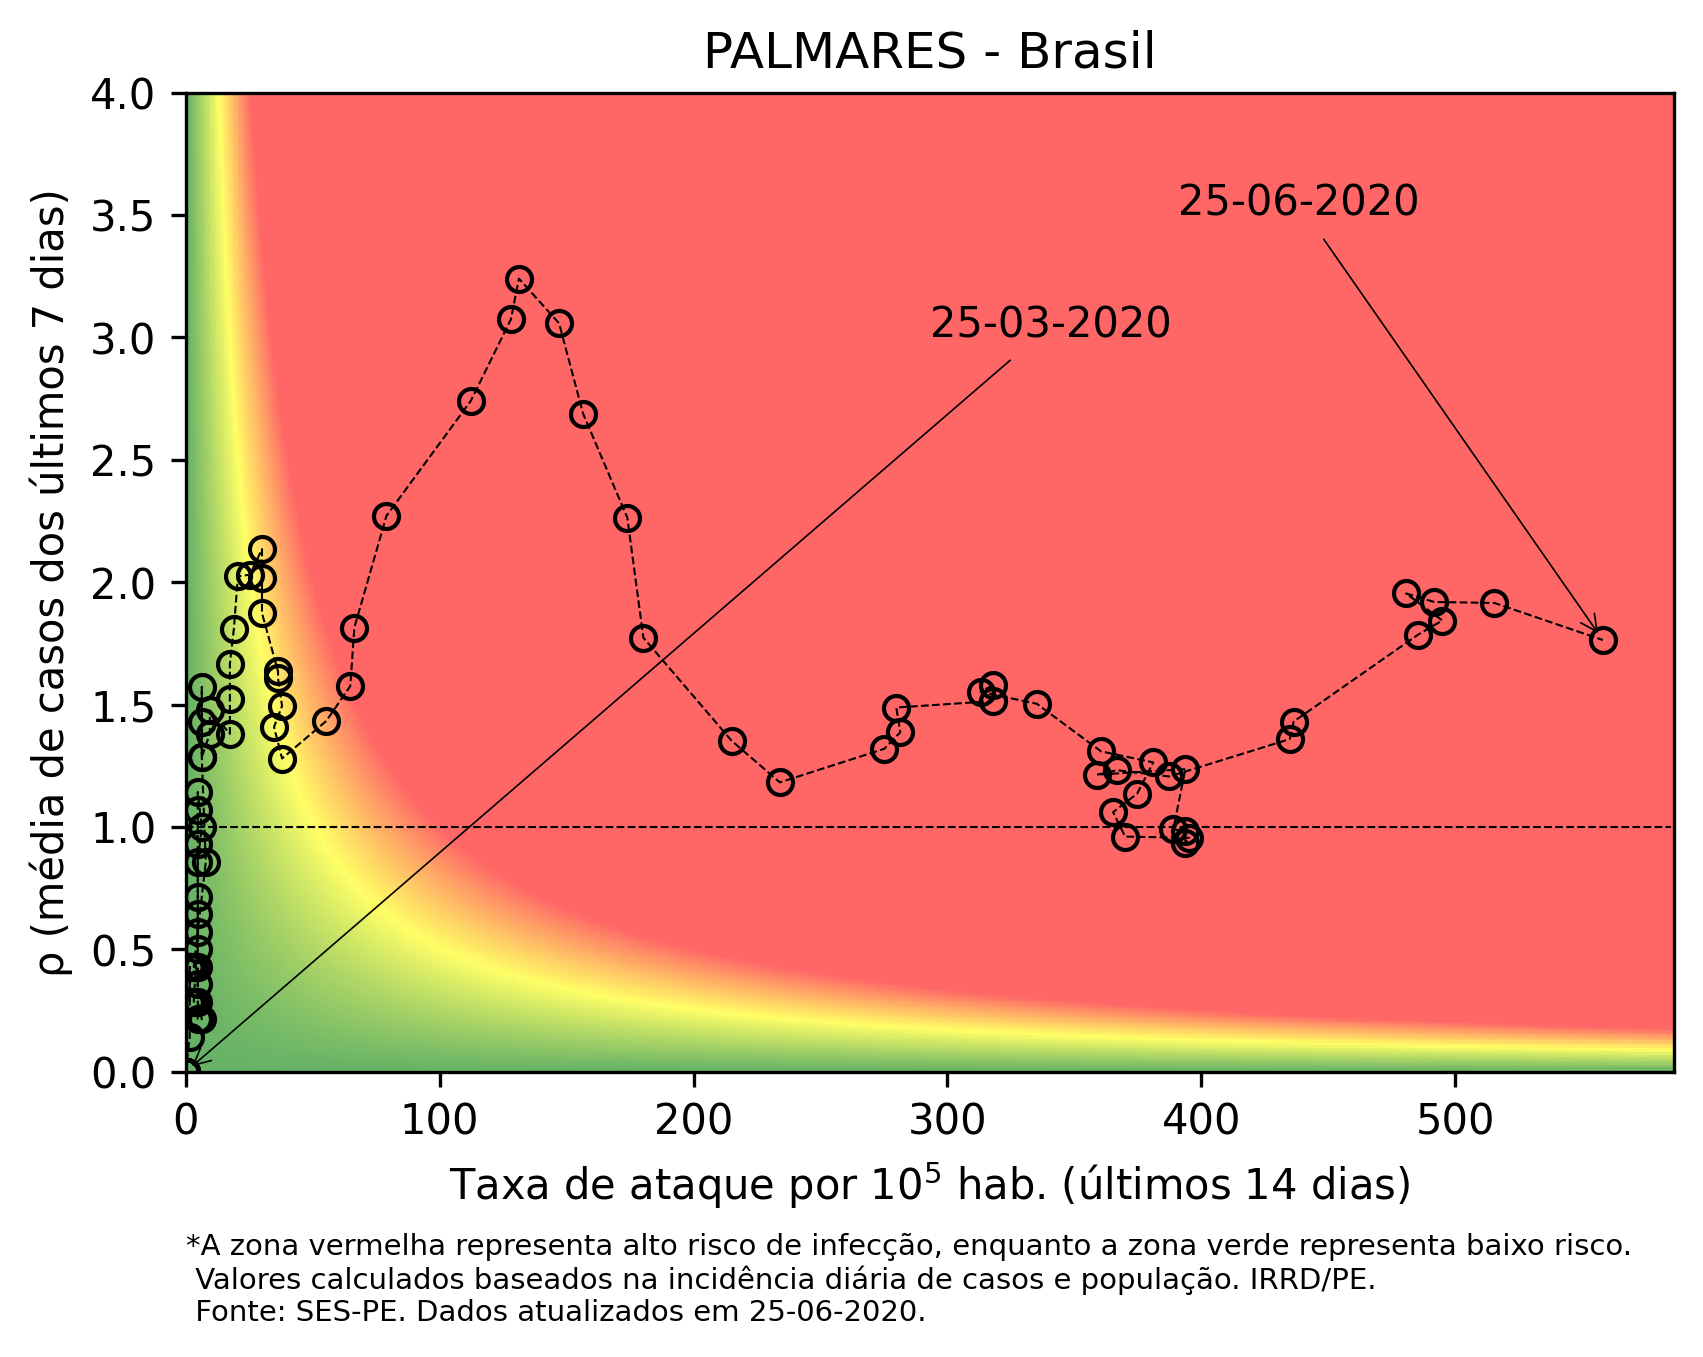 PALMARES - Brasil
4.0
3.5
3.0
2.5
2.0
1.5
1.0
0.5
0.0
ρ (média de casos dos últimos 7 dias)
25-06-2020
25-03-2020
0 100 200 300 400 500
Taxa de ataque por 10⁵ hab. (últimos 14 dias)
*A zona vermelha representa alto risco de infecção, enquanto a zona verde representa baixo risco.
Valores calculados baseados na incidência diária de casos e população. IRRD/PE.
Fonte: SES-PE. Dados atualizados em 25-06-2020.